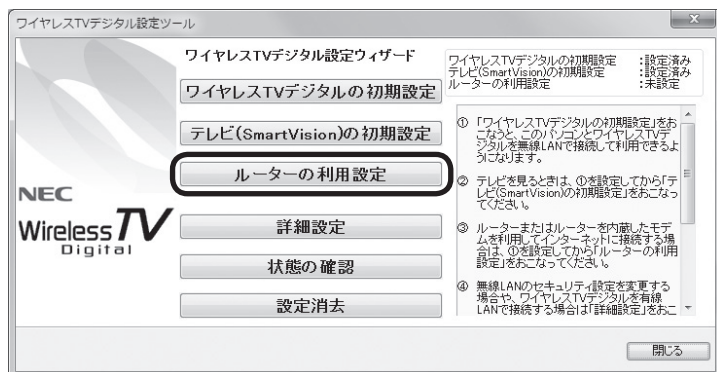 ワイヤレスTVデジタル設定ツール
ワイヤレスTVデジタル設定ウィザード
ワイヤレスTVデジタルの初期設定
テレビ(SmartVision)の初期設定
ルーターの利用設定
詳細設定
状態の確認
設定消去
NEC
Wireless TV
Digital
ワイヤレスTVデジタルの初期設定 :設定済み
テレビ(SmartVision)の初期設定 :設定済み
ルーターの利用設定 :未設定
① 「ワイヤレスTVデジタルの初期設定」をお
こなうと、このパソコンとワイヤレスTVデ
ジタルを無線LANで接続して利用できるよ
うになります。
② テレビを見るときは、①を設定してから「テ
レビ(SmartVision)の初期設定」をおこなっ
てください。
③ ルーターまたはルーターを内蔵したモデ
ムを利用してインターネットに接続する場
合は、①を設定してから「ルーターの利用
設定」をおこなってください。
④ 無線LANのセキュリティ設定を変更する
場合や、ワイヤレスTVデジタルを有線
LANで接続する場合は「詳細設定」をおこ
閉じる